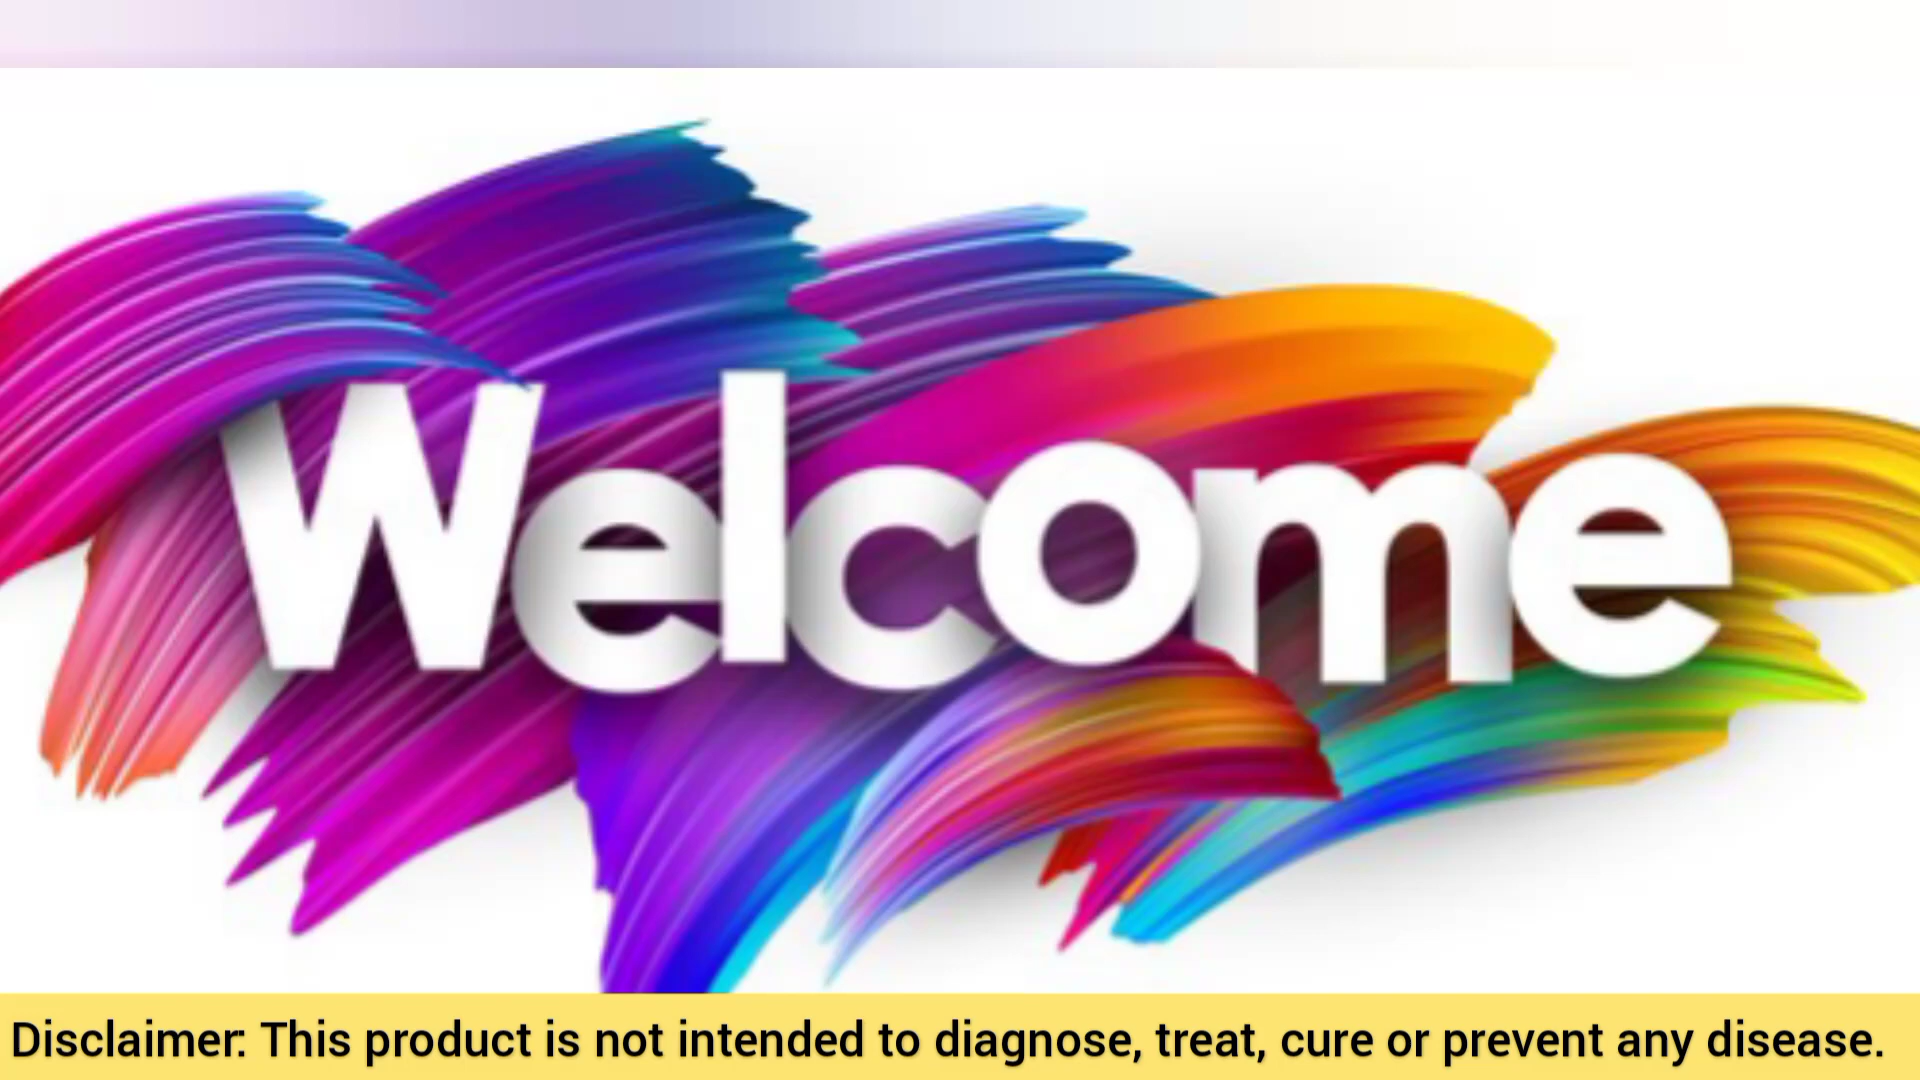 Welcome
Disclaimer: This product is not intended to diagnose, treat, cure or prevent any disease.